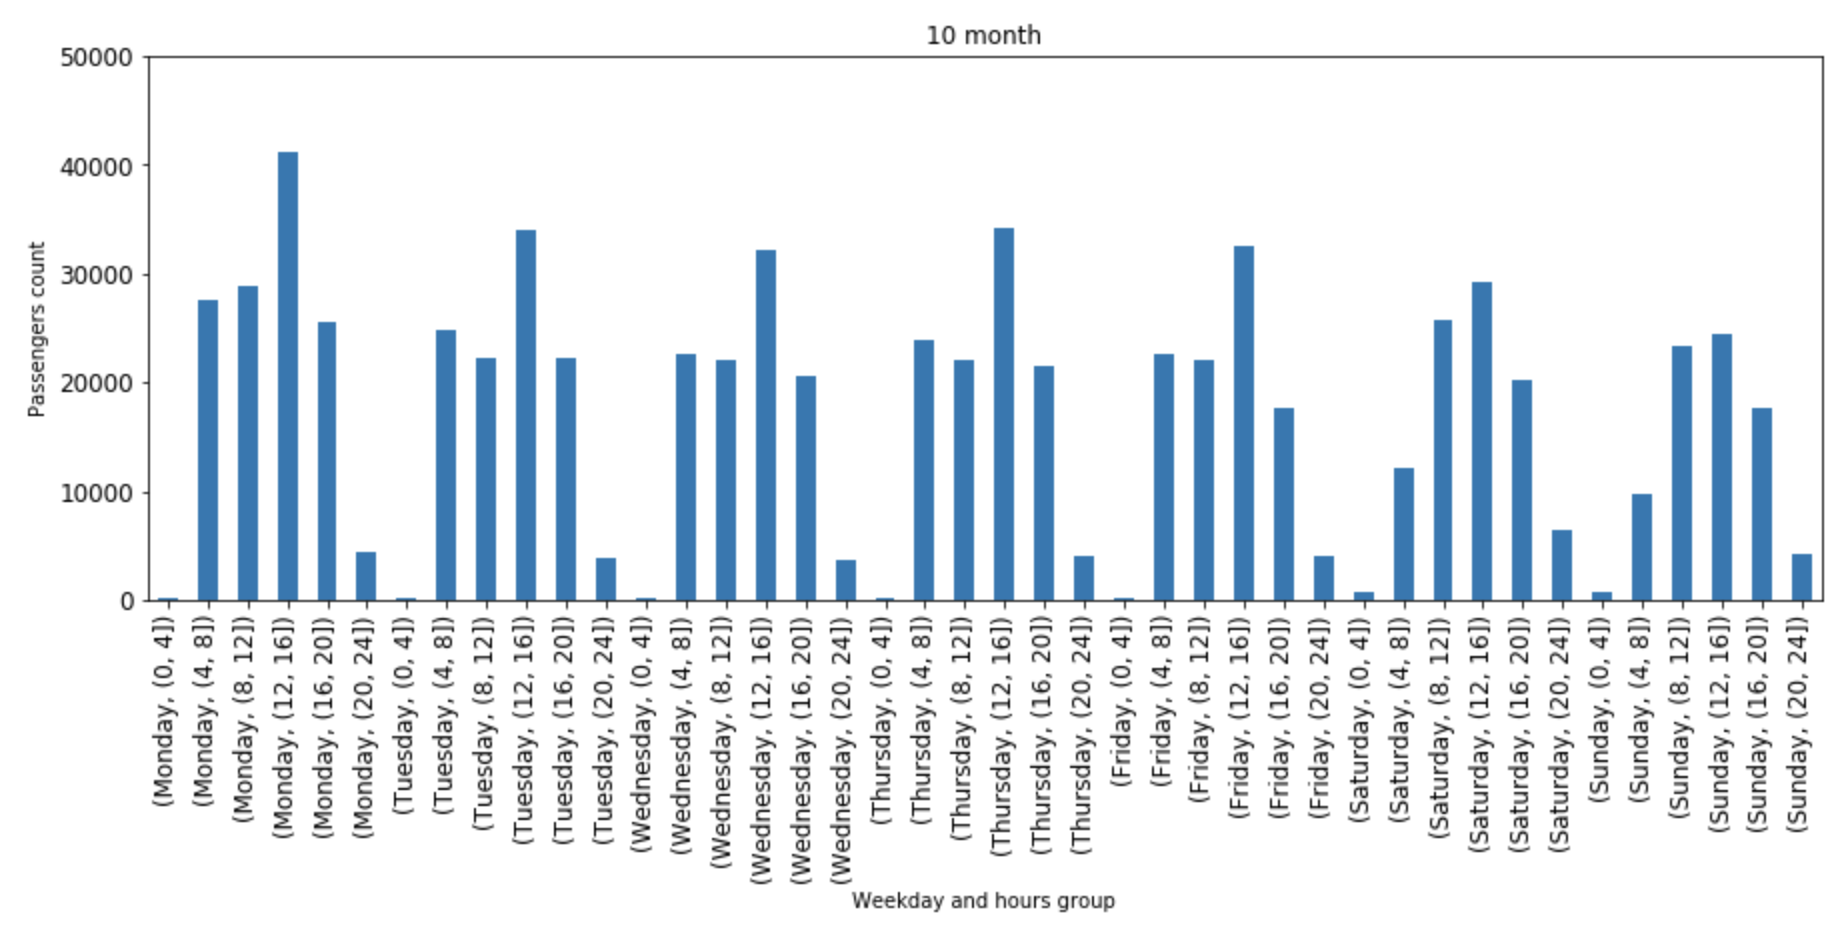 10 month
50000
40000
30000
20000
10000
0
Passengers count
(Monday, (0, 4])
(Monday, (4, 8])
(Monday, (8, 12])
(Monday, (12, 16])
(Monday, (16, 20])
(Monday, (20, 24])
(Tuesday, (0, 4])
(Tuesday, (4, 8])
(Tuesday, (8, 12])
(Tuesday, (12, 16])
(Tuesday, (16, 20])
(Tuesday, (20, 24])
(Wednesday, (0, 4])
(Wednesday, (4, 8])
(Wednesday, (8, 12])
(Wednesday, (12, 16])
(Wednesday, (16, 20])
(Wednesday, (20, 24])
(Thursday, (0, 4])
(Thursday, (4, 8])
(Thursday, (8, 12])
(Thursday, (12, 16])
(Thursday, (16, 20])
(Thursday, (20, 24])
(Friday, (0, 4])
(Friday, (4, 8])
(Friday, (8, 12])
(Friday, (12, 16])
(Friday, (16, 20])
(Friday, (20, 24])
(Saturday, (0, 4])
(Saturday, (4, 8])
(Saturday, (8, 12])
(Saturday, (12, 16])
(Saturday, (16, 20])
(Saturday, (20, 24])
(Sunday, (0, 4])
(Sunday, (4, 8])
(Sunday, (8, 12])
(Sunday, (12, 16])
(Sunday, (16, 20])
(Sunday, (20, 24])
Weekday and hours group